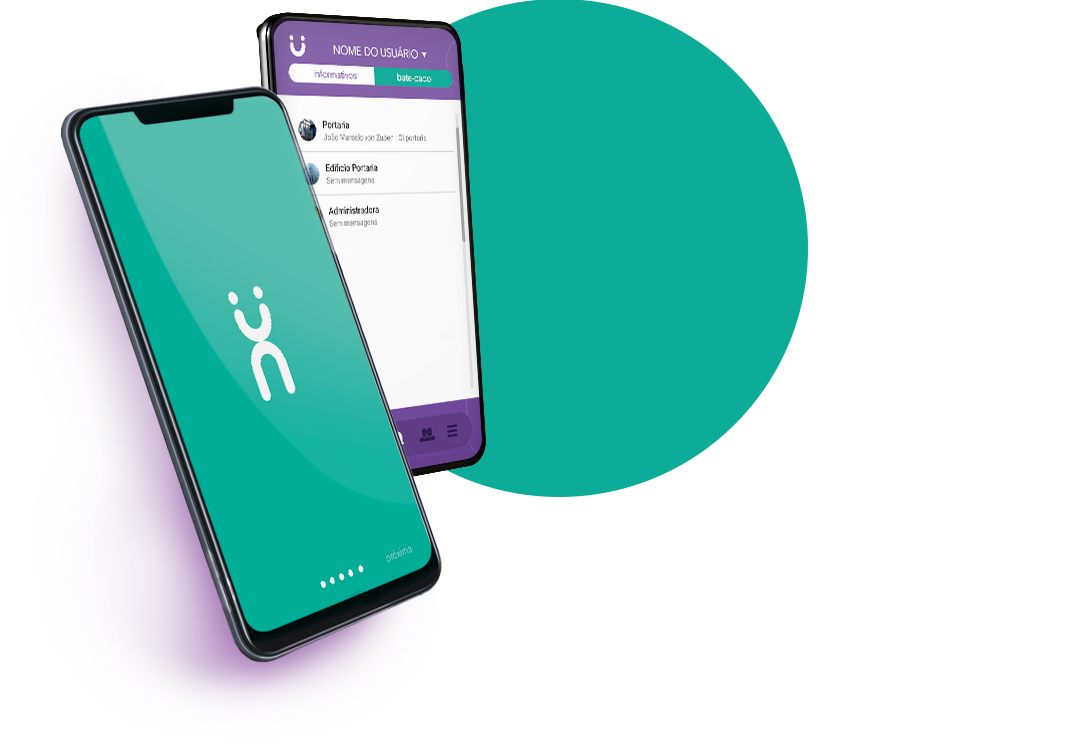 NOME DO USUÁRIO
informativos
bate-papo
Portaria
João Marcelo von Zuben : Oi portaria
Edifício Portaria
Sem mensagens
Administradora
Sem mensagens
próxima